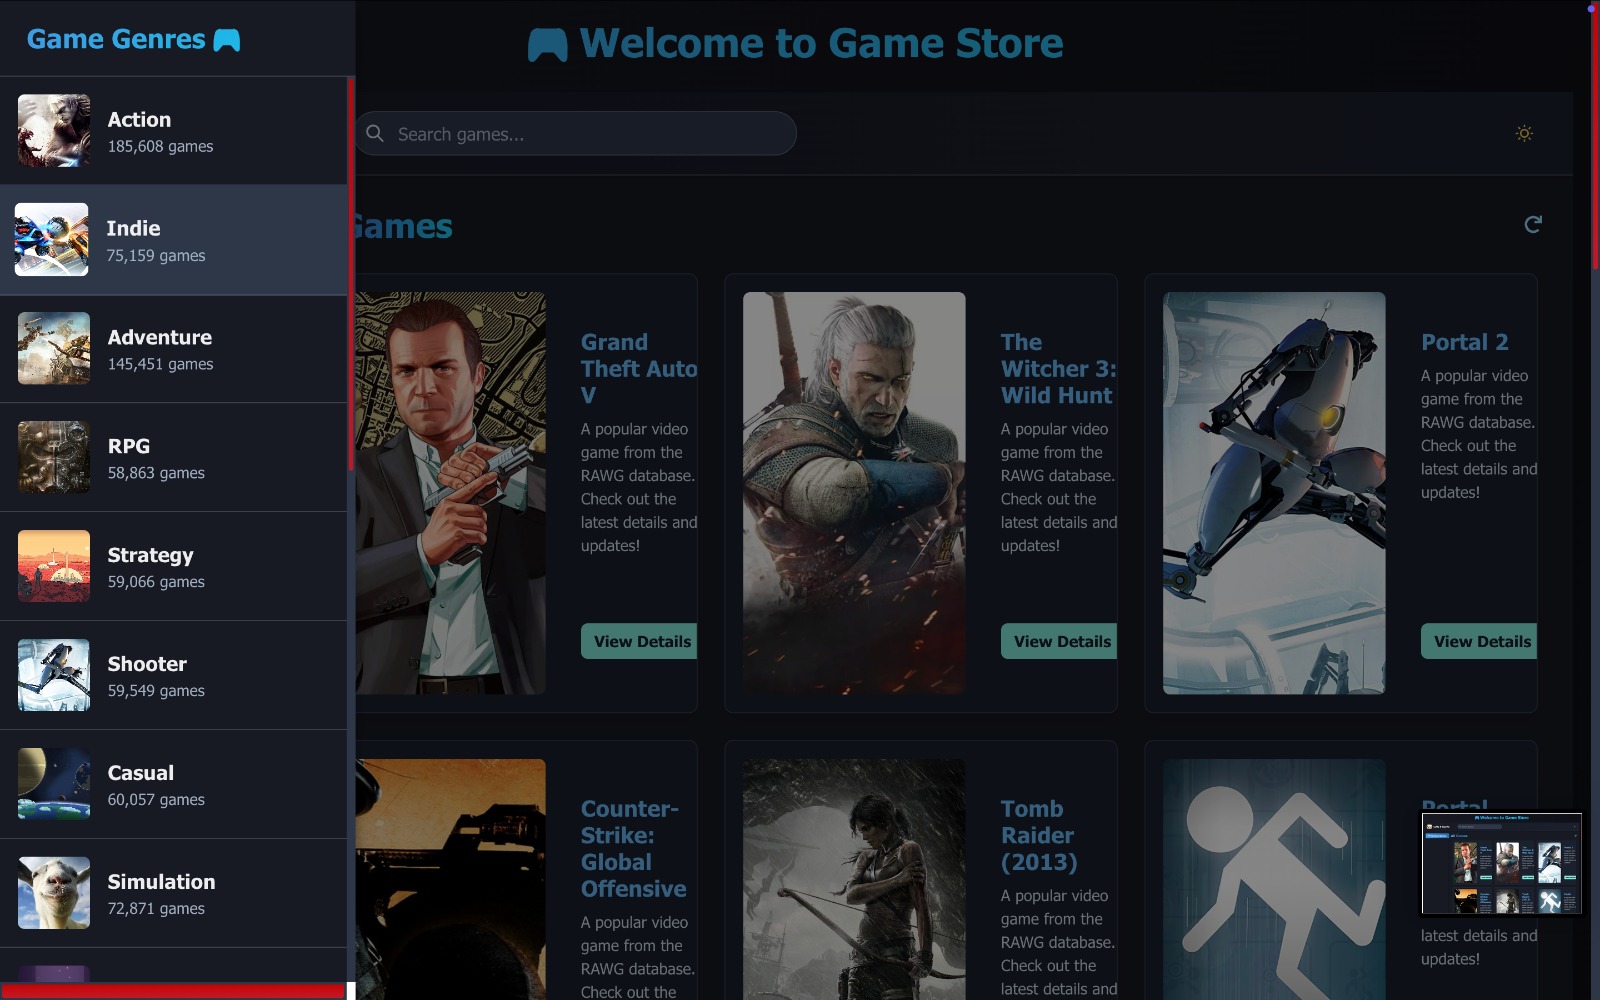 Game Genres
Action
185,608 games
Indie
75,159 games
Adventure
145,451 games
RPG
58,863 games
Strategy
59,066 games
Shooter
59,549 games
Casual
60,057 games
Simulation
72,871 games
Welcome to Game Store
Search games...
Games
Grand
Theft Auto
V
A popular video
game from the
RAWG database.
Check out the
latest details and
updates!
View Details
The
Witcher 3:
Wild Hunt
A popular video
game from the
RAWG database.
Check out the
latest details and
updates!
View Details
Portal 2
A popular video
game from the
RAWG database.
Check out the
latest details and
updates!
View Details
Counter-
Strike:
Global
Offensive
A popular video
game from the
RAWG database.
Check out the
Tomb
Raider
(2013)
A popular video
game from the
RAWG database.
Check out the
latest details and
Portal
latest details and
updates!
Welcome to Game Store